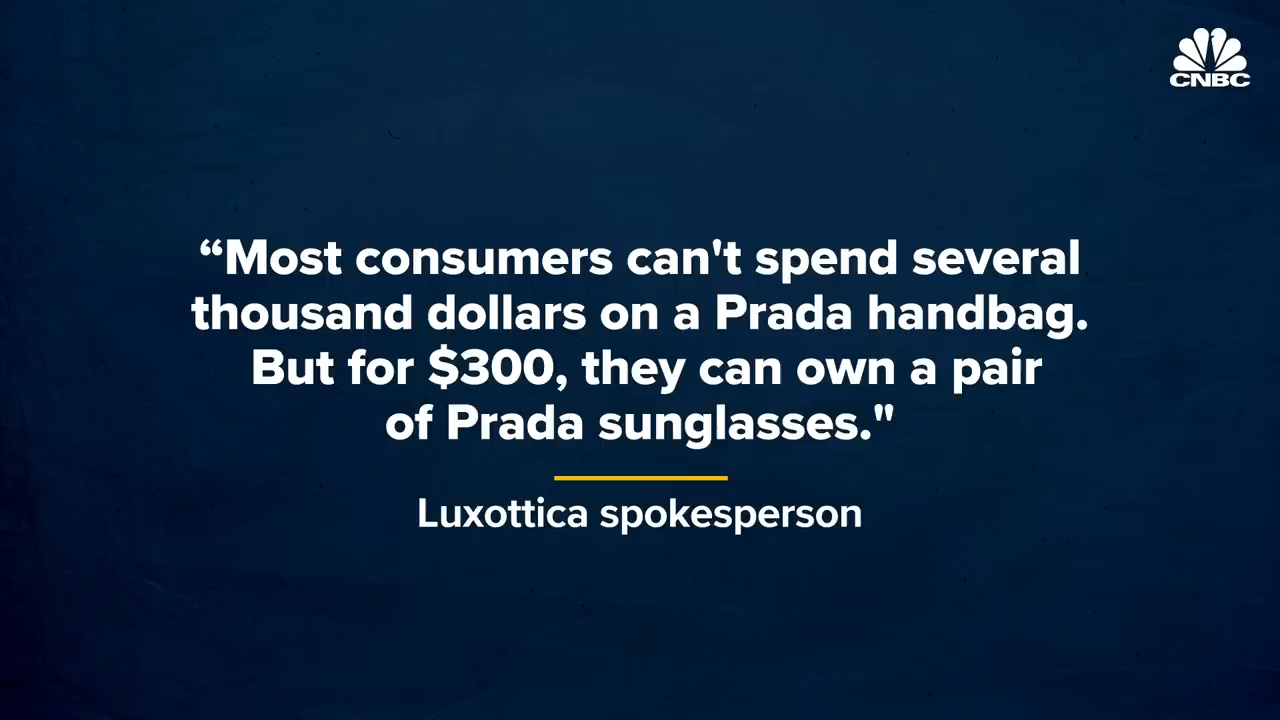 CNBC
“Most consumers can't spend several
thousand dollars on a Prada handbag.
But for $300, they can own a pair
of Prada sunglasses."
Luxottica spokesperson